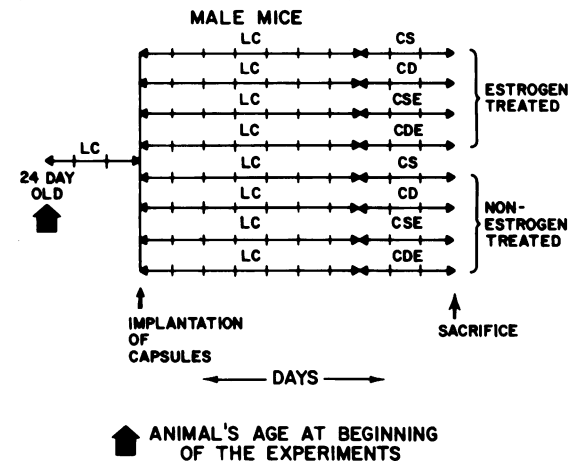 MALE MICE
LC CS
LC CD
LC CSE
LC CDE
ESTROGEN
TREATED
LC
24 DAY
OLD
LC CS
LC CD
LC CSE
LC CDE
NON-
ESTROGEN
TREATED
IMPLANTATION
OF
CAPSULES
SACRIFICE
DAYS
ANIMAL'S AGE AT BEGINNING
OF THE EXPERIMENTS